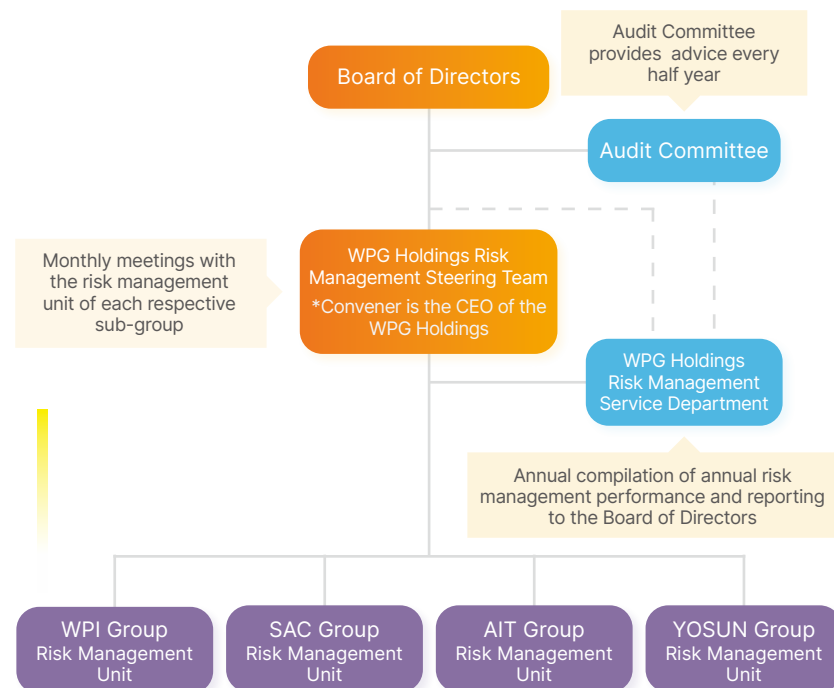 Audit Committee
provides advice every
half year
Board of Directors
Audit Committee
Monthly meetings with
the risk management
unit of each respective
sub-group
WPG Holdings Risk
Management Steering Team
*Convener is the CEO of the
WPG Holdings
WPG Holdings
Risk Management
Service Department
Annual compilation of annual risk
management performance and reporting
to the Board of Directors
WPI Group
Risk Management
Unit
SAC Group
Risk Management
Unit
AIT Group
Risk Management
Unit
YOSUN Group
Risk Management
Unit